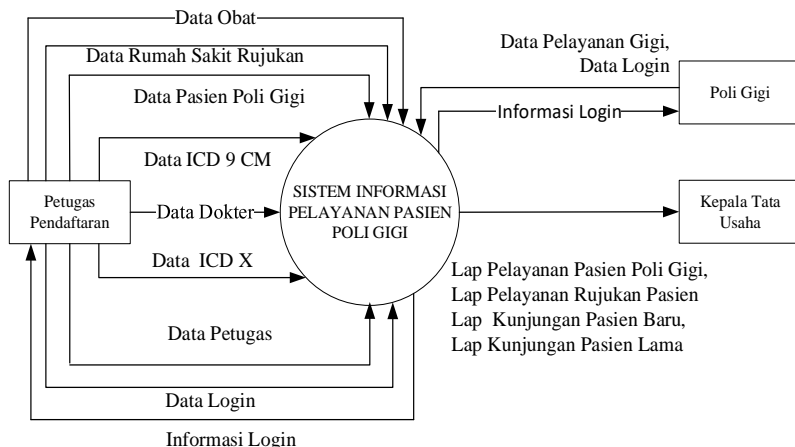 Data Obat
Data Rumah Sakit Rujukan
Data Pasien Poli Gigi
Data ICD 9 CM
Petugas
Pendaftaran
Data Dokter
Data ICD X
Data Petugas
Data Login
Informasi Login
SISTEM INFORMASI
PELAYANAN PASIEN
POLI GIGI
Data Pelayanan Gigi,
Data Login
Informasi Login
Poli Gigi
Kepala Tata
Usaha
Lap Pelayanan Pasien Poli Gigi,
Lap Pelayanan Rujukan Pasien
Lap Kunjungan Pasien Baru,
Lap Kunjungan Pasien Lama